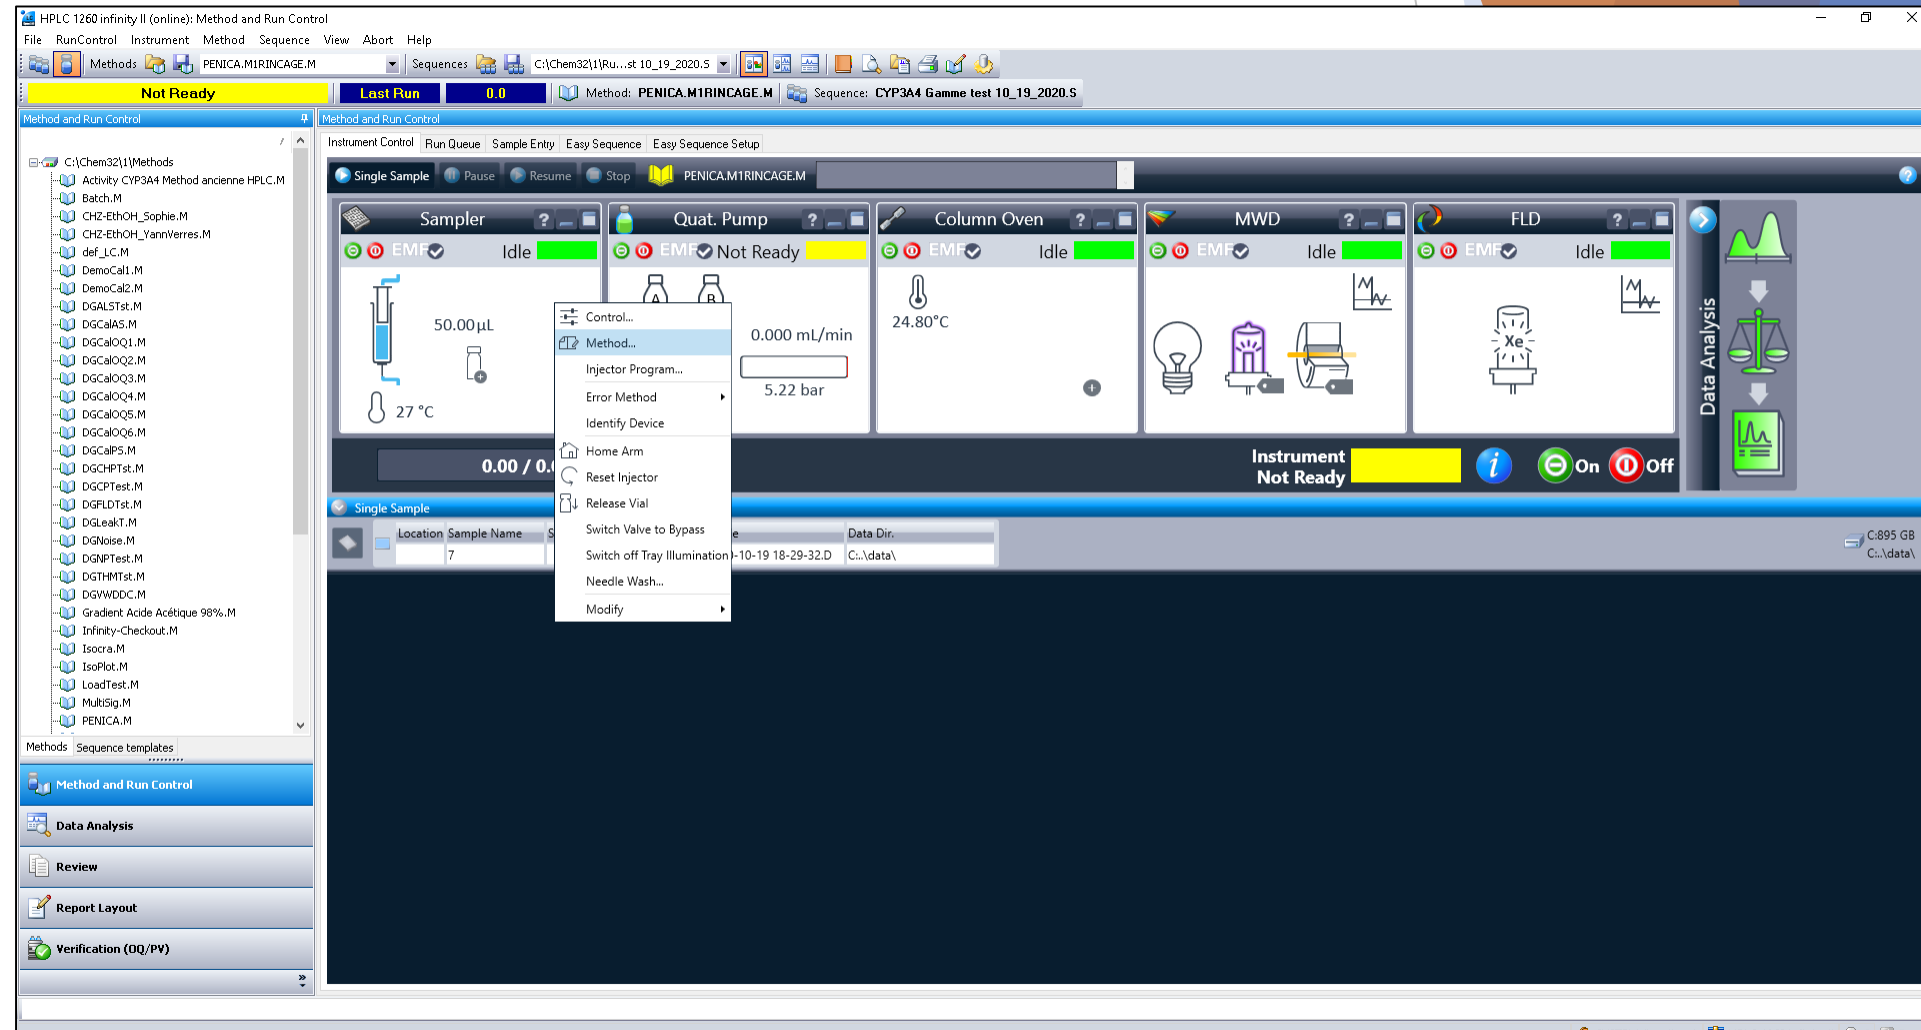 HPLC 1260 infinity II (online): Method and Run Control
File RunControl Instrument Method Sequence View Abort Help
Methods PENICA.M1RINCAGE.M Sequences C:\Chem32\1\Ru...st 10_19_2020.S
Not Ready Last Run 0.0 Method: PENICA.M1RINCAGE.M Sequence: CYP3A4 Gamme test 10_19_2020.S
Method and Run Control
C:\Chem32\1\Methods
Activity CYP3A4 Method ancienne HPLC.M
Batch.M
CHZ-EthOH_Sophie.M
CHZ-EthOH_YannVerres.M
def_LC.M
DemoCal1.M
DemoCal2.M
DGALSTst.M
DGCalAS.M
DGCalOQ1.M
DGCalOQ2.M
DGCalOQ3.M
DGCalOQ4.M
DGCalOQ5.M
DGCalOQ6.M
DGCalPS.M
DGCHPTst.M
DGCPTest.M
DGFLDTst.M
DGLeakT.M
DGNoise.M
DGNPTest.M
DGTHMTst.M
DGVWDDC.M
Gradient Acide Acétique 98%.M
Infinity-Checkout.M
Isocra.M
IsoPlot.M
LoadTest.M
MultiSig.M
PENICA.M
Methods Sequence templates
Method and Run Control
Data Analysis
Review
Report Layout
Verification (OQ/PV)
Method and Run Control
Instrument Control Run Queue Sample Entry Easy Sequence Easy Sequence Setup
Single Sample Pause Resume Stop PENICA.M1RINCAGE.M
Sampler ?
EMF Idle
50.00 µL
27 °C
Quat. Pump ?
EMF Not Ready
A B
0.000 mL/min
5.22 bar
Column Oven ?
EMF Idle
24.80°C
MWD ?
EMF Idle
FLD ?
EMF Idle
Xe
Data Analysis
Control...
Method...
Injector Program...
Error Method
Identify Device
Home Arm
Reset Injector
Release Vial
Switch Valve to Bypass
Switch off Tray Illumination
Needle Wash...
Modify
0.00 / 0.
Instrument
Not Ready
i On Off
Single Sample
Location Sample Name S e Data Dir.
7 -10-19 18-29-32.D C:..\data\
C:895 GB
C:..\data\